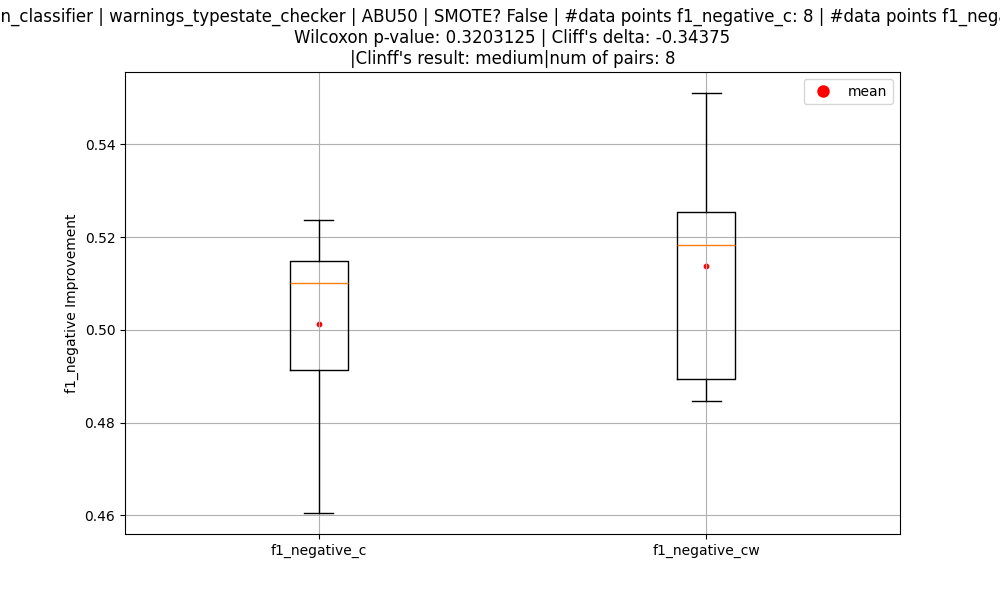 n_classifier | warnings_typestate_checker | ABU50 | SMOTE? False | #data points f1_negative_c: 8 | #data points f1_neg
Wilcoxon p-value: 0.3203125 | Cliff's delta: -0.34375
|Clinff's result: medium|num of pairs: 8
mean
0.54
0.52
0.50
0.48
0.46
f1_negative Improvement
f1_negative_c
f1_negative_cw